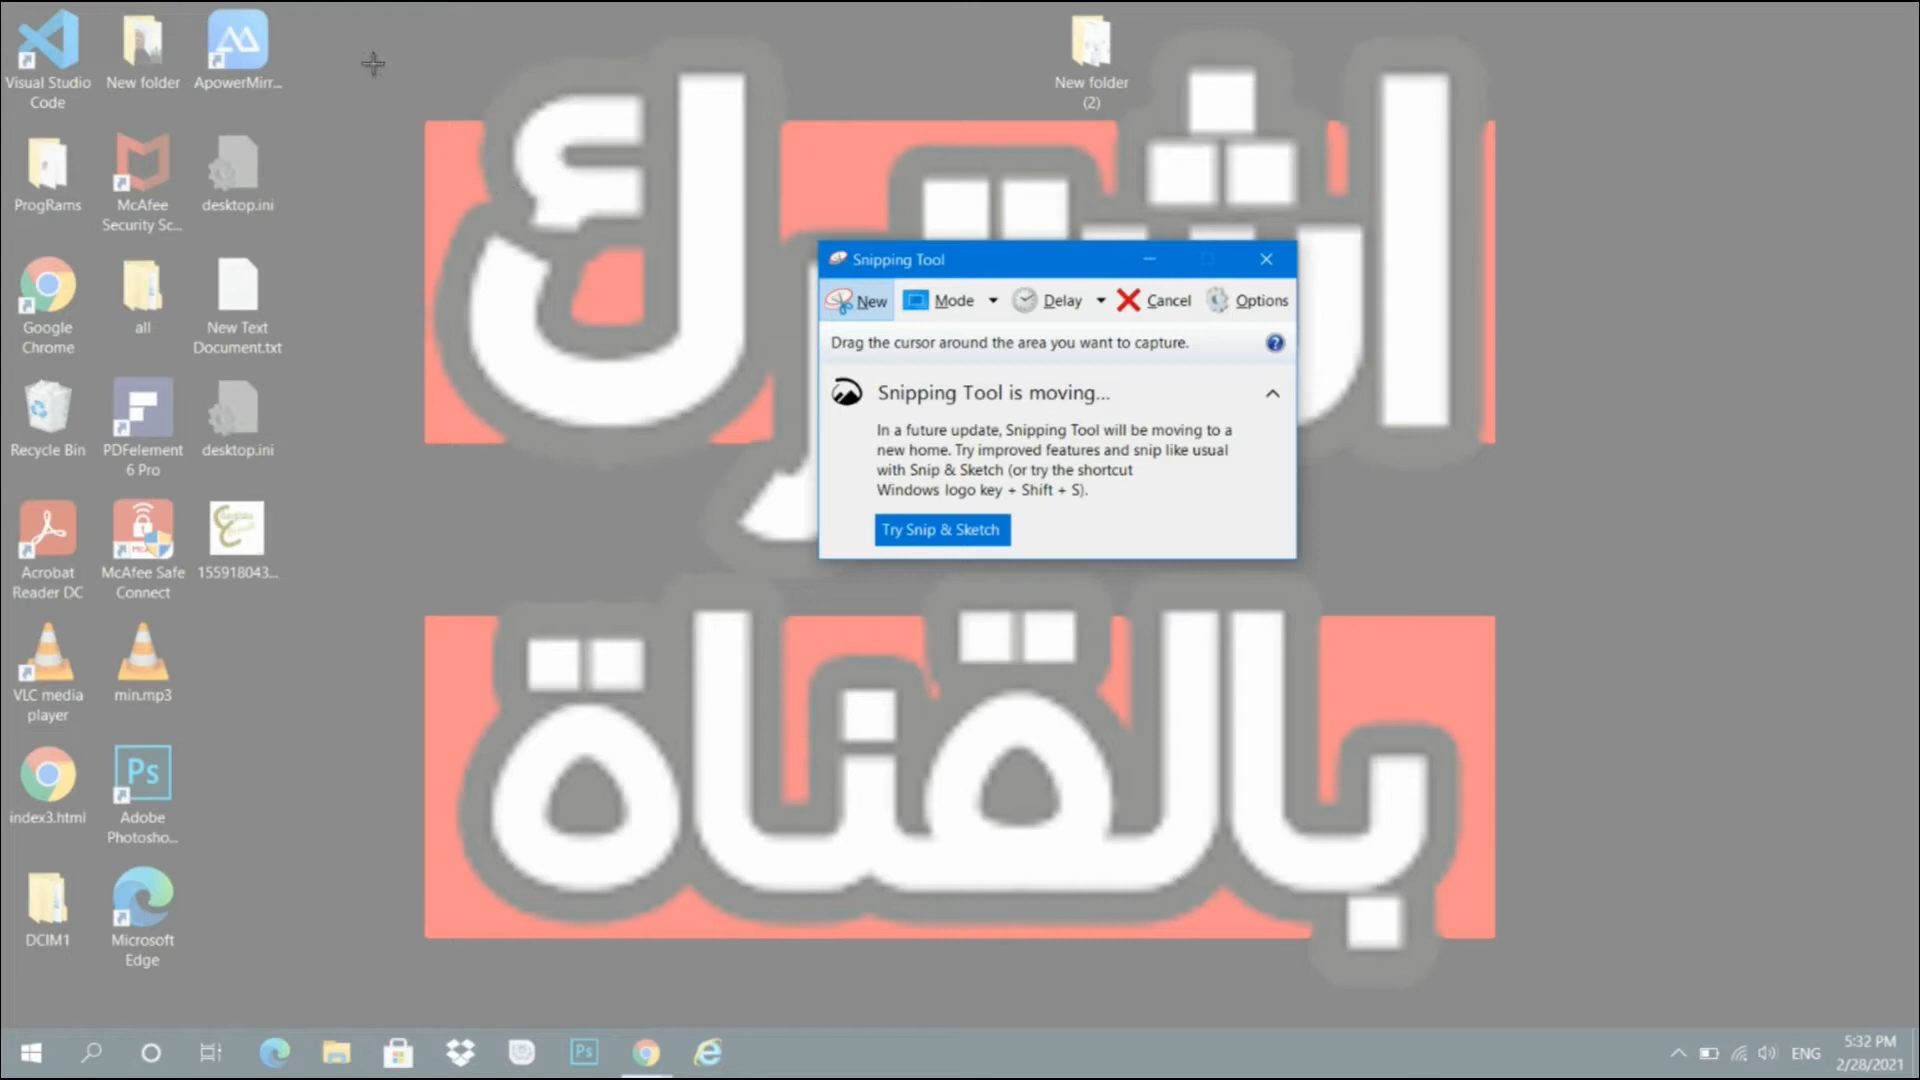 Visual Studio
Code
New folder
ApowerMirr...
ProgRams
McAfee
Security Sc...
desktop.ini
Google
Chrome
all
New Text
Document.txt
Recycle Bin
PDFelement
6 Pro
desktop.ini
Acrobat
Reader DC
McAfee Safe
Connect
155918043...
VLC media
player
min.mp3
index3.html
Ps
Adobe
Photosho...
DCIM1
Microsoft
Edge
New folder
(2)
اشترك
بالقناة
Snipping Tool
New
Mode
Delay
Cancel
Options
Drag the cursor around the area you want to capture.
Snipping Tool is moving...
In a future update, Snipping Tool will be moving to a
new home. Try improved features and snip like usual
with Snip & Sketch (or try the shortcut
Windows logo key + Shift + S).
Try Snip & Sketch
Ps
ENG
5:32 PM
2/28/2021